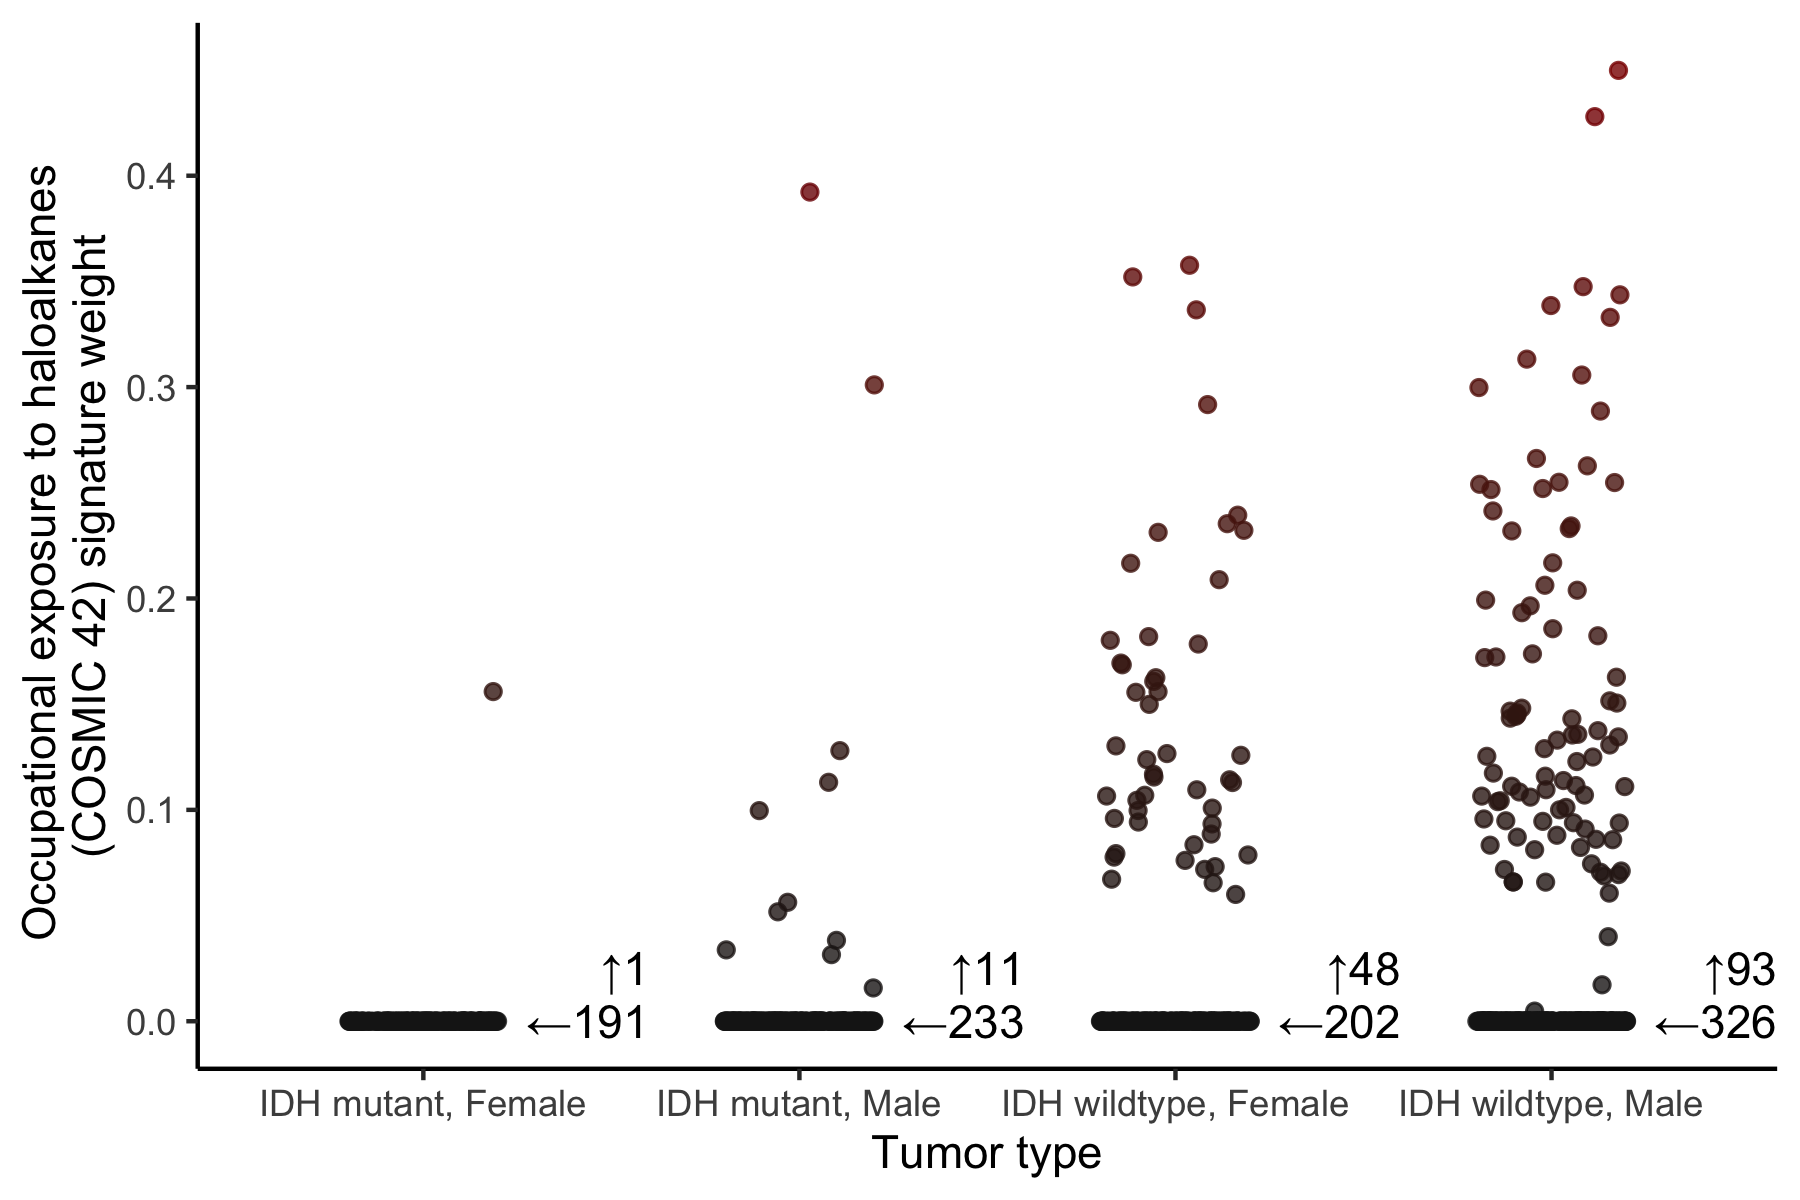 Occupational exposure to haloalkanes
(COSMIC 42) signature weight
0.4
0.3
0.2
0.1
0.0
↑1
←191
↑11
←233
↑48
←202
↑93
←326
IDH mutant, Female
IDH mutant, Male
IDH wildtype, Female
IDH wildtype, Male
Tumor type